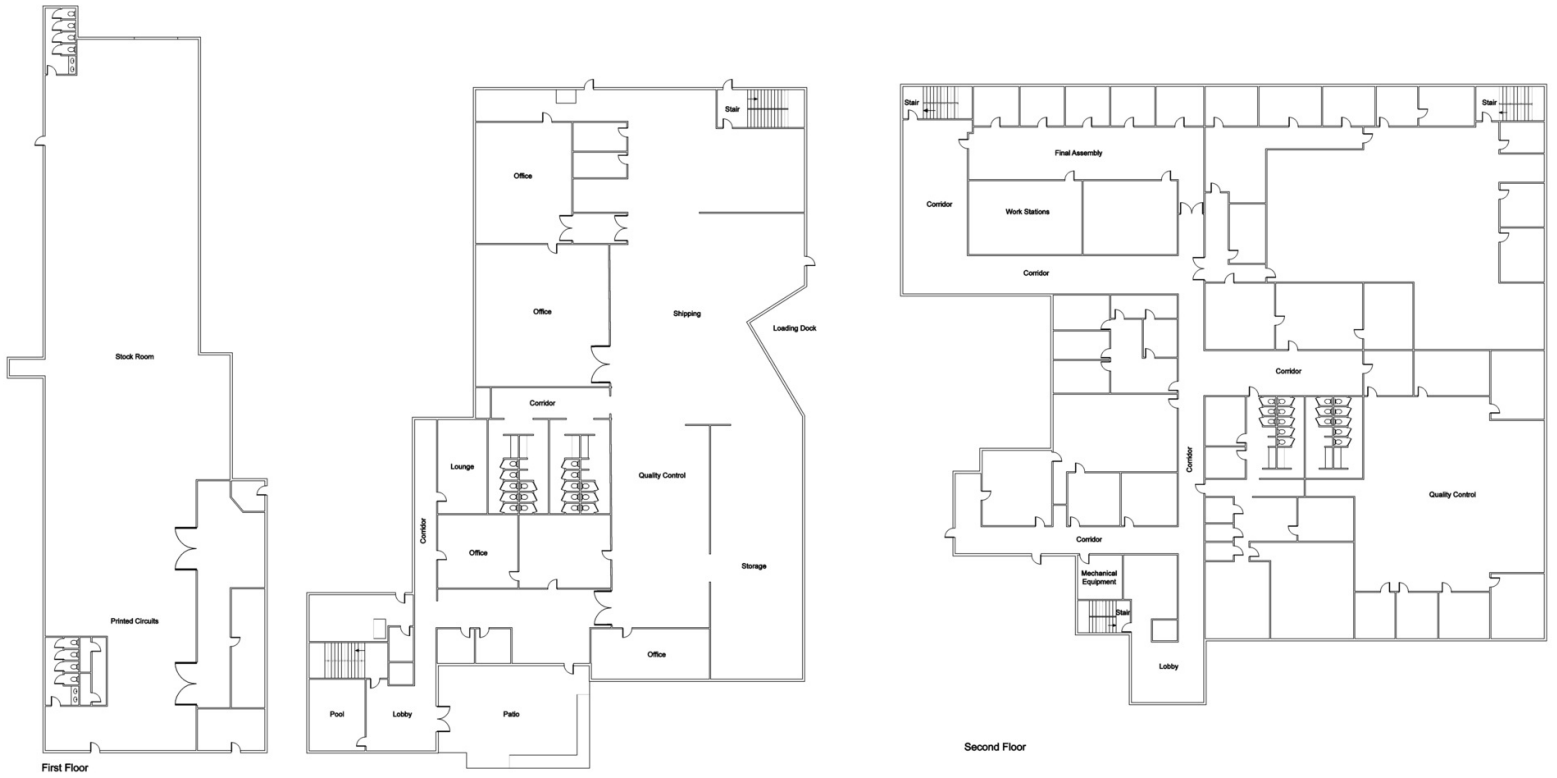 Stock Room
Printed Circuits
First Floor
Stair
Office
Office
Shipping
Loading Dock
Corridor
Lounge
Quality Control
Corridor
Office
Storage
Office
Pool
Lobby
Patio
Stair
Stair
Final Assembly
Corridor
Work Stations
Corridor
Corridor
Corridor
Quality Control
Corridor
Mechanical
Equipment
Stair
Lobby
Second Floor